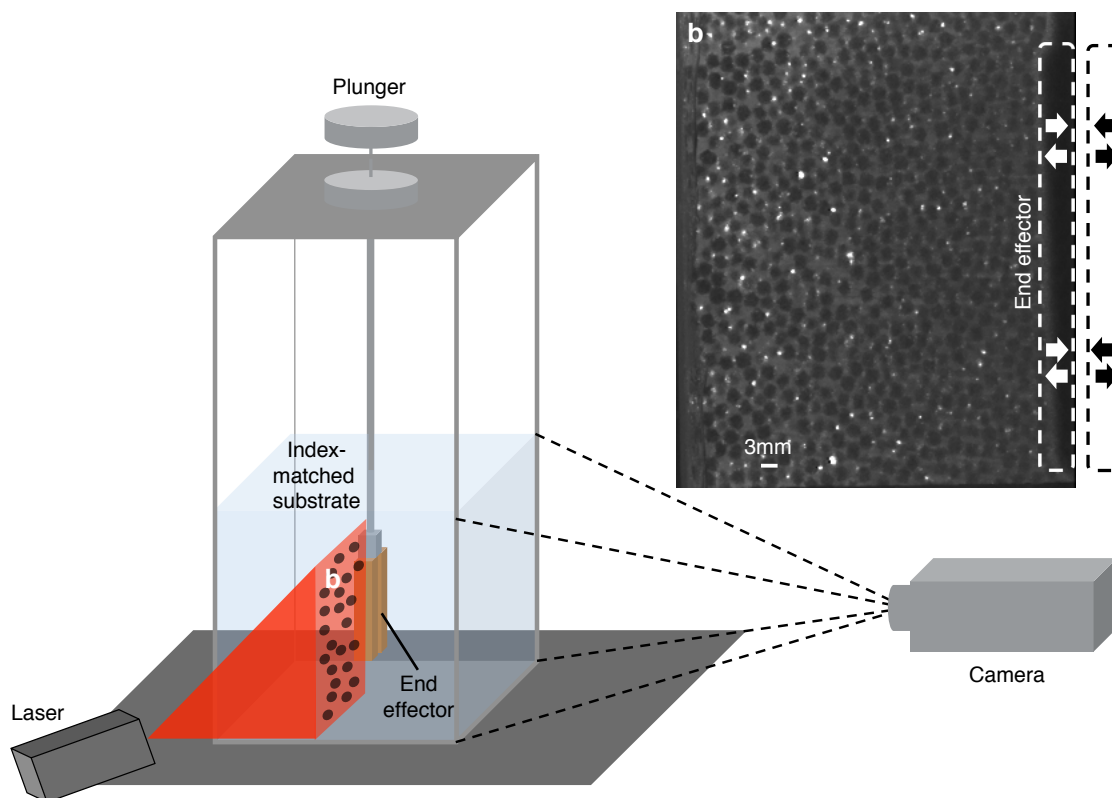 b
Plunger
End effector
3mm
Index-
matched
substrate
b
End
effector
Laser
Camera